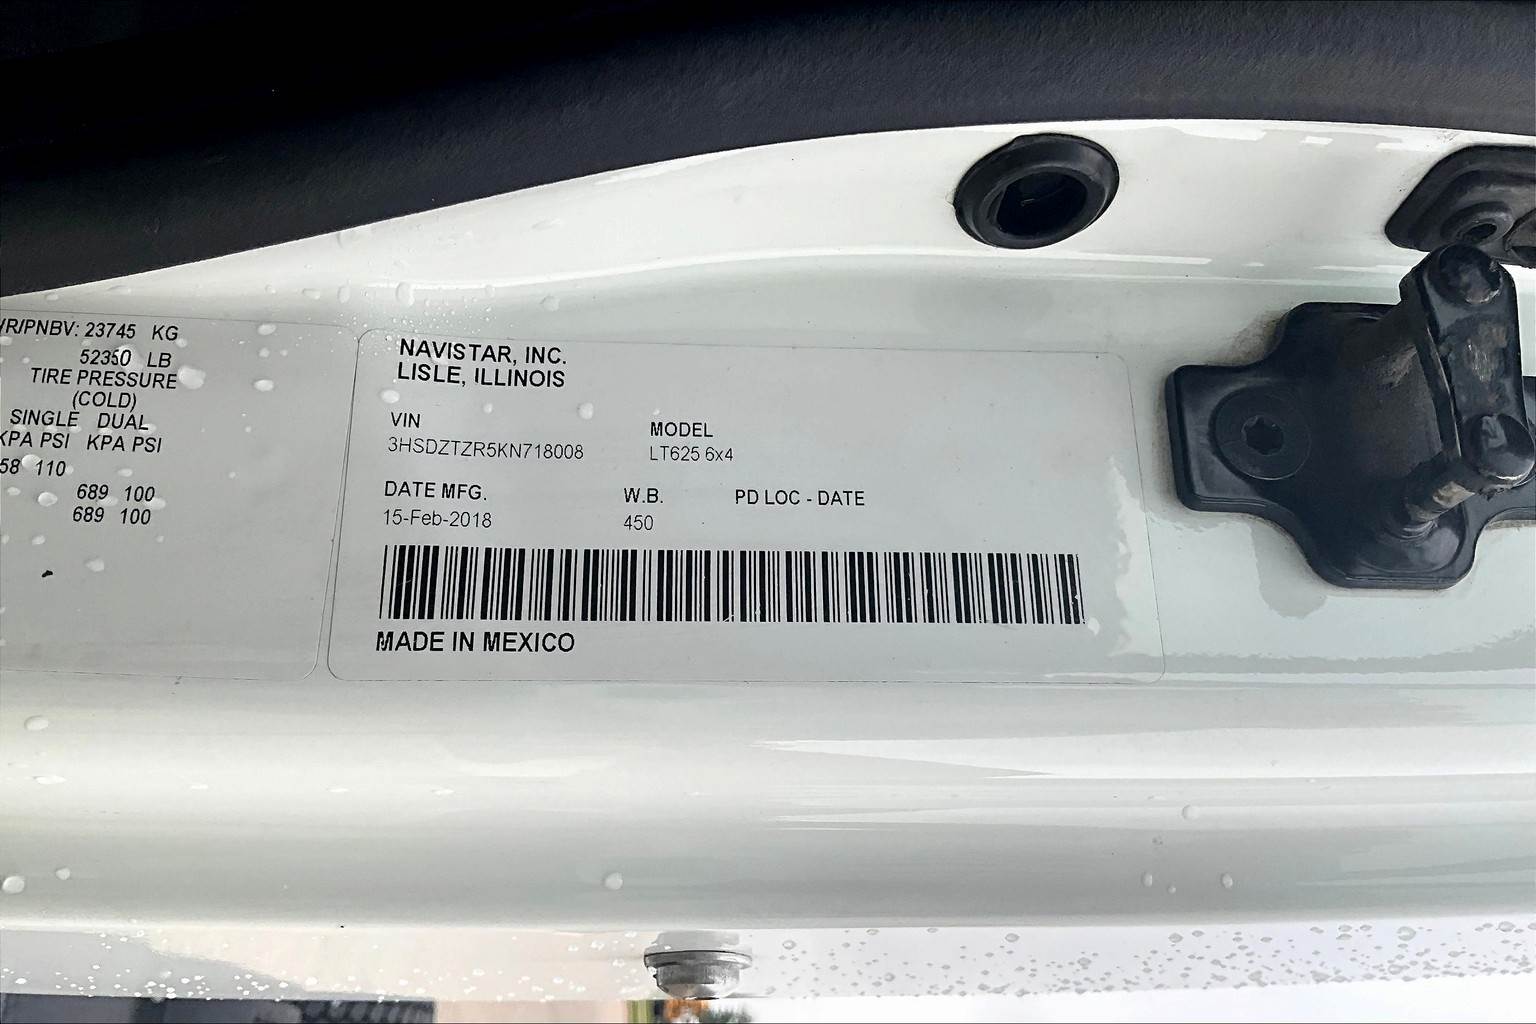 VR/PNBV: 23745 KG
52350 LB
TIRE PRESSURE
(COLD)
SINGLE DUAL
KPA PSI KPA PSI
58 110
689 100
689 100
NAVISTAR, INC.
LISLE, ILLINOIS
VIN MODEL
3HSDZTZR5KN718008 LT625 6x4
DATE MFG. W.B. PD LOC - DATE
15-Feb-2018 450
MADE IN MEXICO